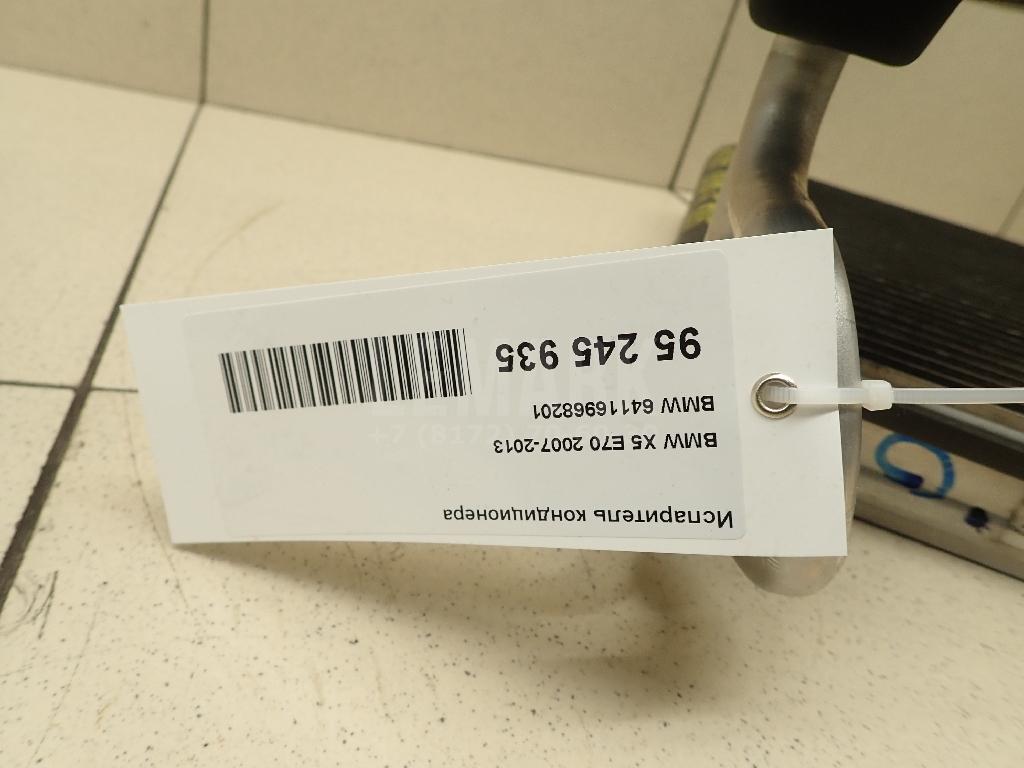 Испаритель кондиционера
BMW X5 E70 2007-2013
BMW 64116968201
95 245 935